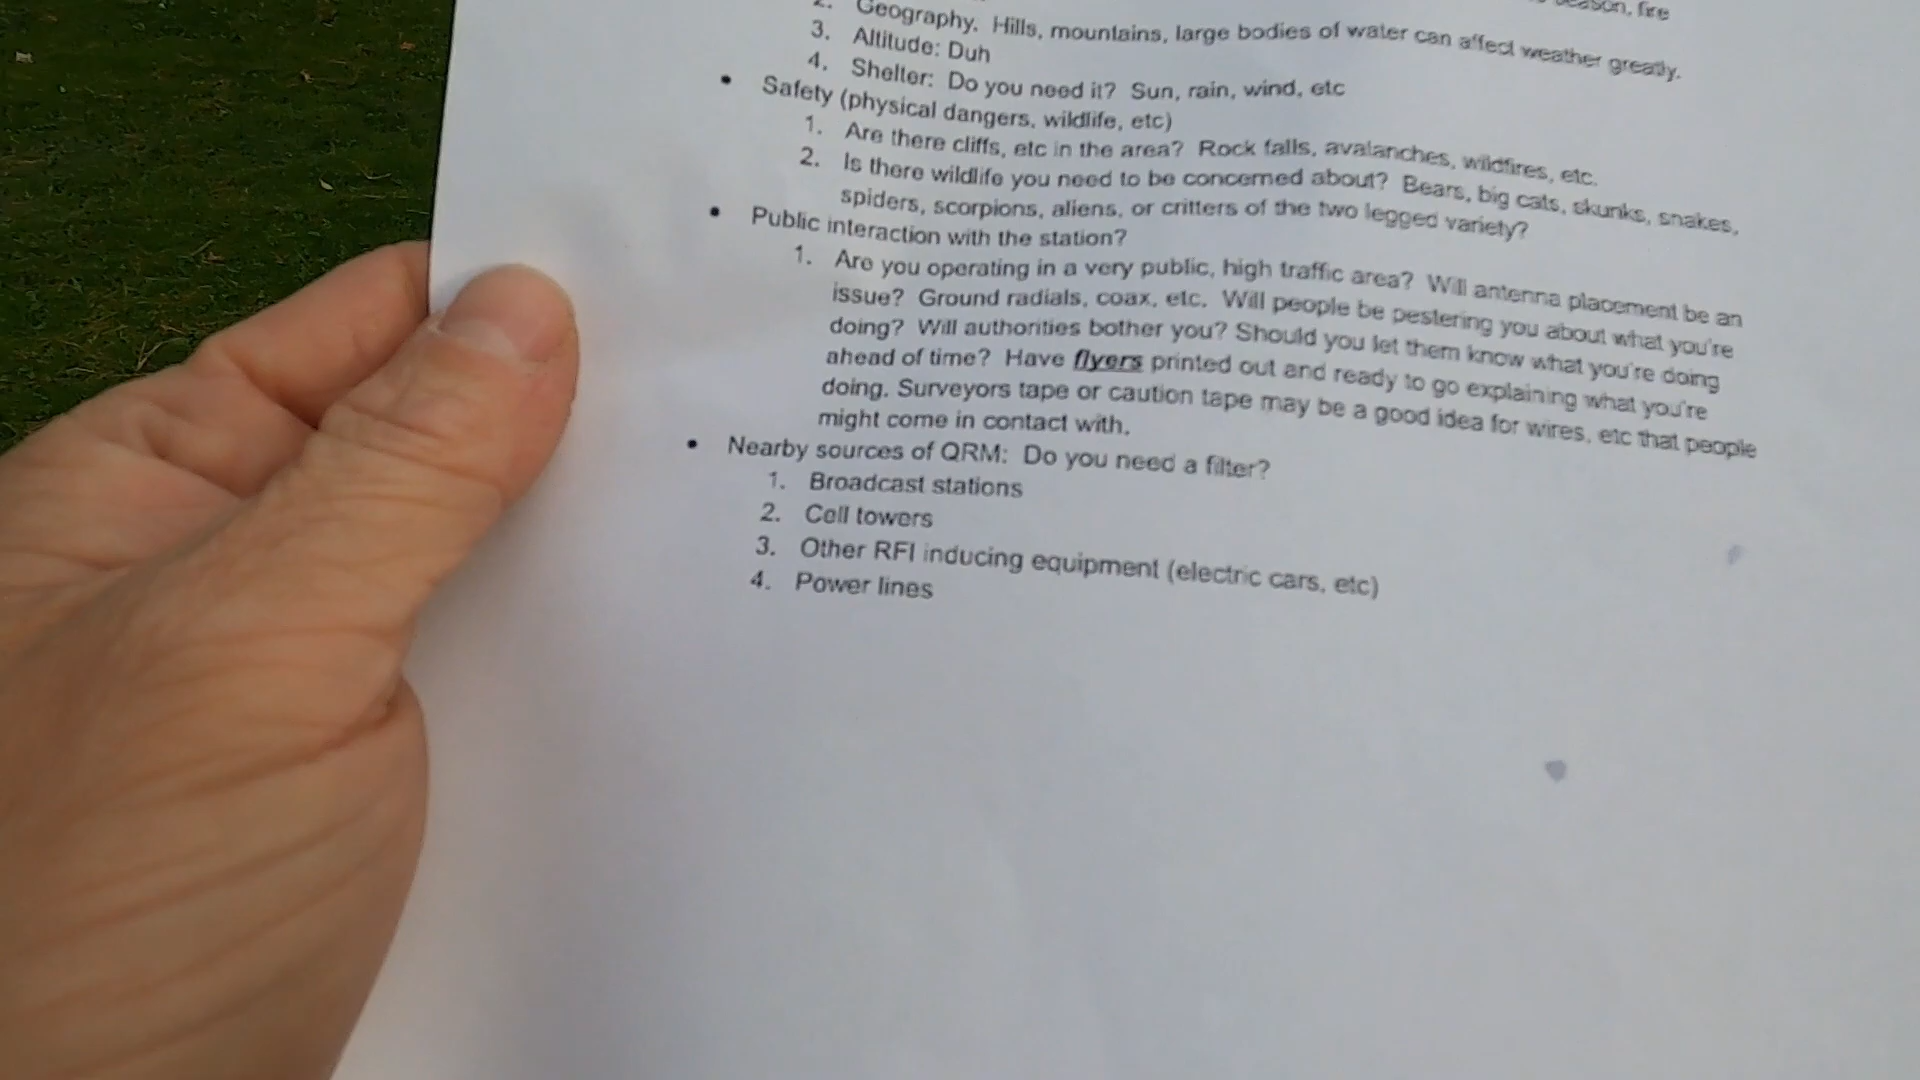 season, fire
2. Geography. Hills, mountains, large bodies of water can affect weather greatly.
3. Altitude: Duh
4. Shelter: Do you need it? Sun, rain, wind, etc
• Safety (physical dangers, wildlife, etc)
1. Are there cliffs, etc in the area? Rock falls, avalanches, wildfires, etc.
2. Is there wildlife you need to be concerned about? Bears, big cats, skunks, snakes,
spiders, scorpions, aliens, or critters of the two legged variety?
• Public interaction with the station?
1. Are you operating in a very public, high traffic area? Will antenna placement be an
issue? Ground radials, coax, etc. Will people be pestering you about what you're
doing? Will authorities bother you? Should you let them know what you're doing
ahead of time? Have flyers printed out and ready to go explaining what you're
doing. Surveyors tape or caution tape may be a good idea for wires, etc that people
might come in contact with.
• Nearby sources of QRM: Do you need a filter?
1. Broadcast stations
2. Cell towers
3. Other RFI inducing equipment (electric cars, etc)
4. Power lines